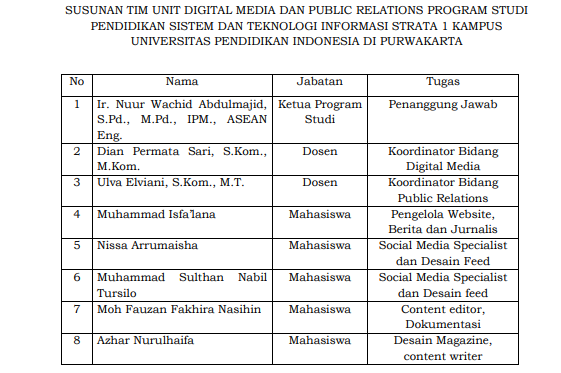 SUSUNAN TIM UNIT DIGITAL MEDIA DAN PUBLIC RELATIONS PROGRAM STUDI
PENDIDIKAN SISTEM DAN TEKNOLOGI INFORMASI STRATA 1 KAMPUS
UNIVERSITAS PENDIDIKAN INDONESIA DI PURWAKARTA
No Nama Jabatan Tugas
1 Ir. Nuur Wachid Abdulmajid, Ketua Program Penanggung Jawab
S.Pd., M.Pd., IPM., ASEAN Studi
Eng.
2 Dian Permata Sari, S.Kom., Dosen Koordinator Bidang
M.Kom. Digital Media
3 Ulva Elviani, S.Kom., M.T. Dosen Koordinator Bidang
Public Relations
4 Muhammad Isfa'lana Mahasiswa Pengelola Website,
Berita dan Jurnalis
5 Nissa Arrumaisha Mahasiswa Social Media Specialist
dan Desain Feed
6 Muhammad Sulthan Nabil Mahasiswa Social Media Specialist
Tursilo dan Desain feed
7 Moh Fauzan Fakhira Nasihin Mahasiswa Content editor,
Dokumentasi
8 Azhar Nurulhaifa Mahasiswa Desain Magazine,
content writer